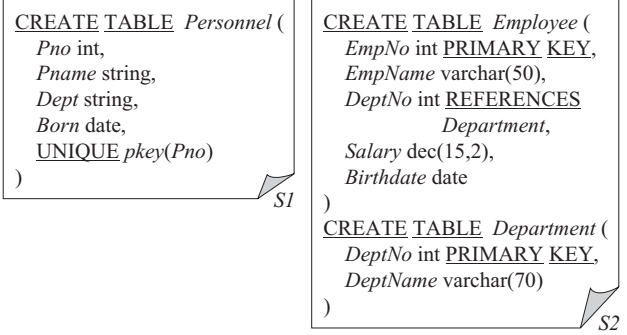 CREATE TABLE Personnel (
Pno int,
Pname string,
Dept string,
Born date,
UNIQUE pkey(Pno)
)
S1
CREATE TABLE Employee (
EmpNo int PRIMARY KEY,
EmpName varchar(50),
DeptNo int REFERENCES
Department,
Salary dec(15,2),
Birthdate date
)
CREATE TABLE Department (
DeptNo int PRIMARY KEY,
DeptName varchar(70)
)
S2